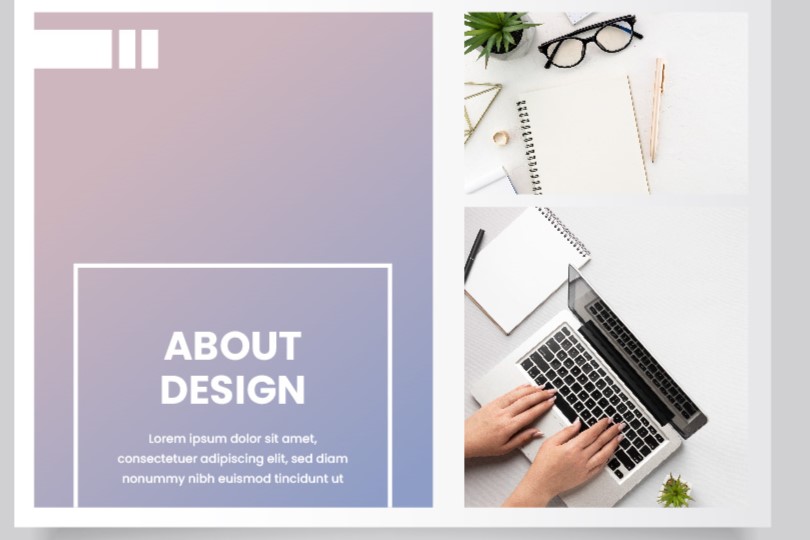 ABOUT
DESIGN
Lorem ipsum dolor sit amet,
consectetuer adipiscing elit, sed diam
nonummy nibh euismod tincidunt ut